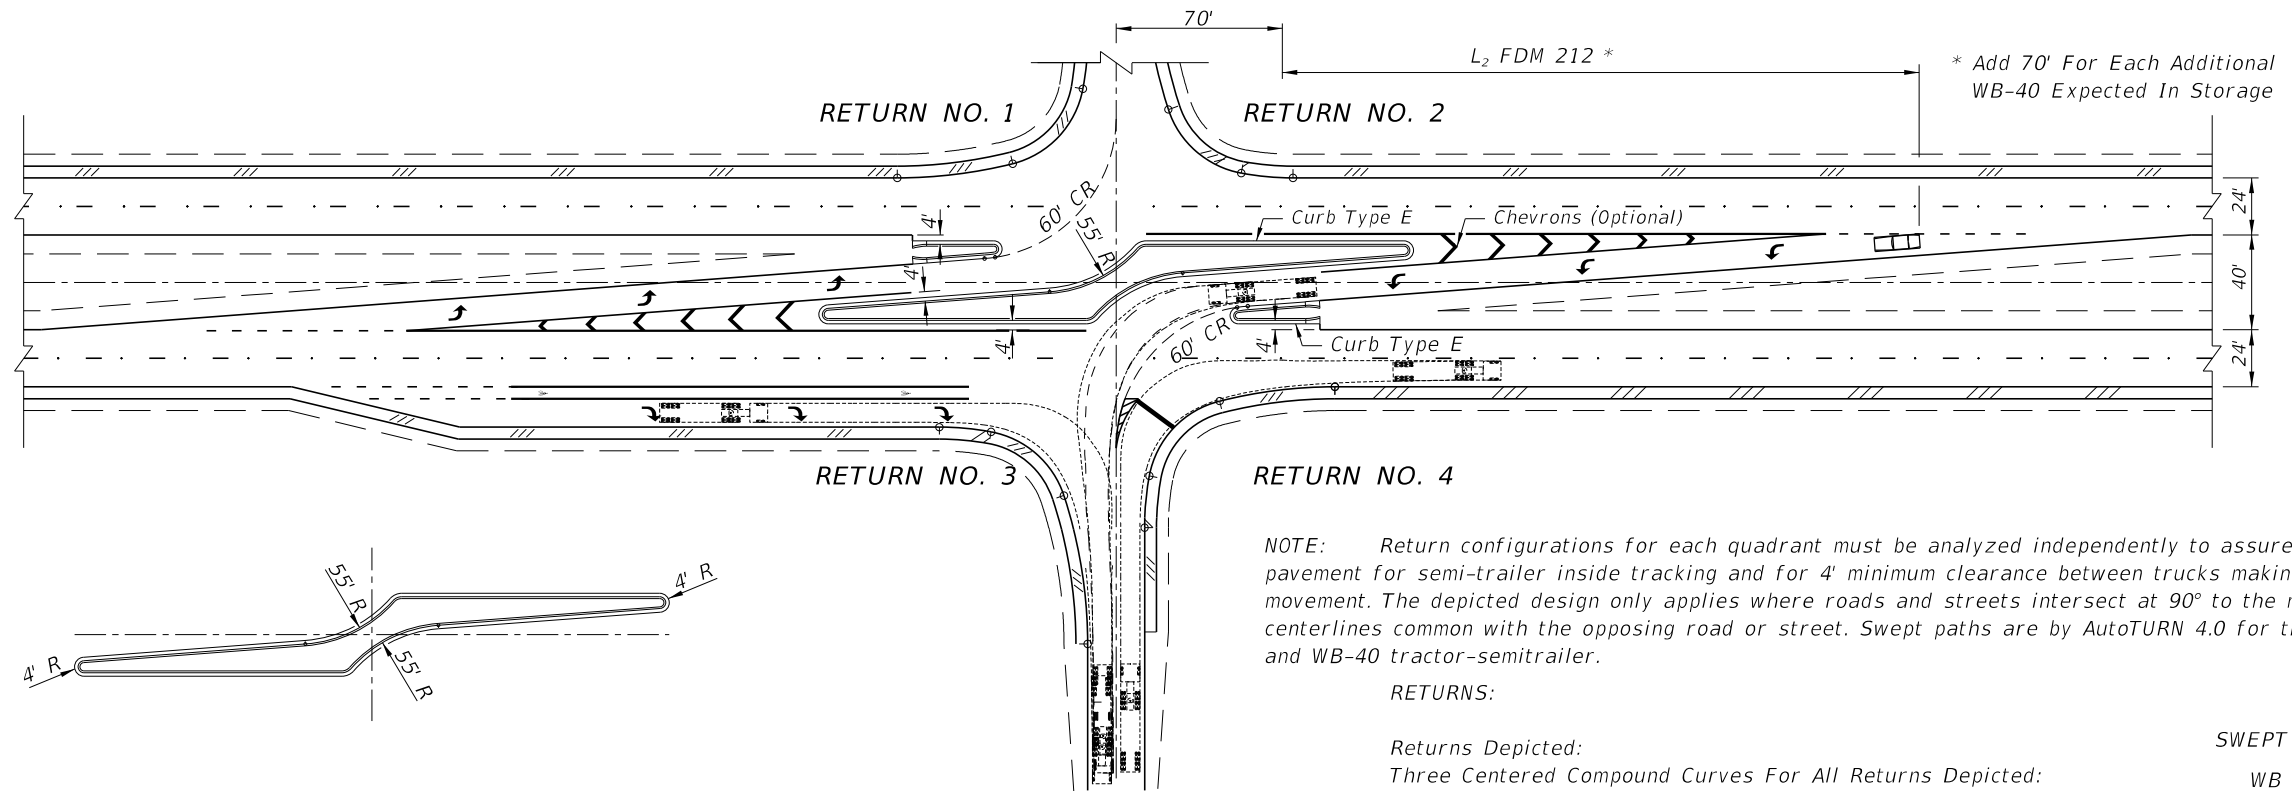 70'
L₂ FDM 212 *
* Add 70' For Each Additional
WB-40 Expected In Storage
RETURN NO. 1
RETURN NO. 2
4'
60' CR
55' R
Curb Type E
Chevrons (Optional)
24'
4'
40'
4'
60' CR
4'
Curb Type E
24'
RETURN NO. 3
RETURN NO. 4
55' R
4' R
4' R
55' R
NOTE: Return configurations for each quadrant must be analyzed independently to assure
pavement for semi-trailer inside tracking and for 4' minimum clearance between trucks
movement. The depicted design only applies where roads and streets intersect at 90° to the
centerlines common with the opposing road or street. Swept paths are by AutoTURN 4.0 for
and WB-40 tractor-semitrailer.
RETURNS:
Returns Depicted:
SWEPT
Three Centered Compound Curves For All Returns Depicted:
WB